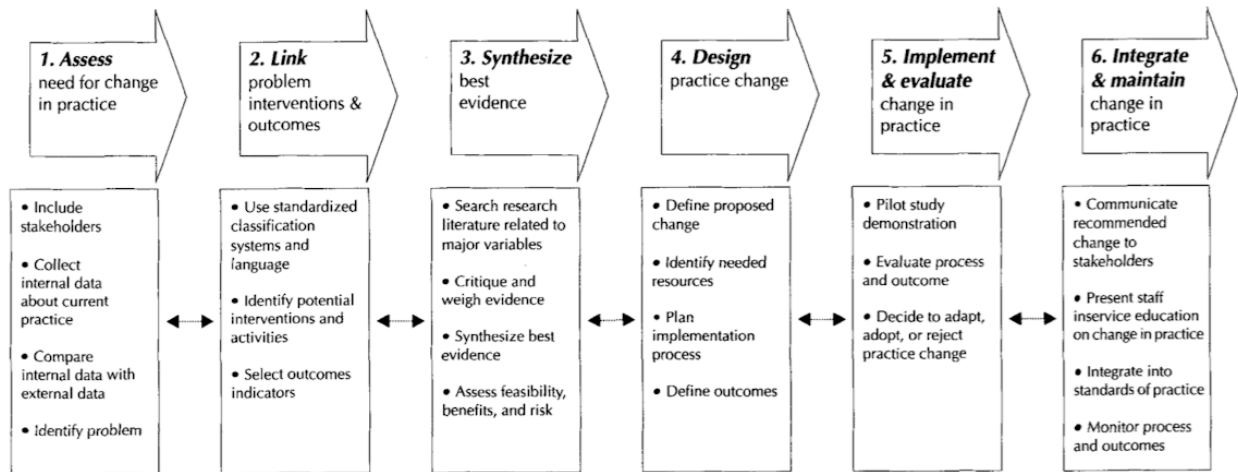 1. Assess
need for change
in practice
2. Link
problem
interventions &
outcomes
3. Synthesize
best
evidence
4. Design
practice change
5. Implement
& evaluate
change in
practice
6. Integrate
& maintain
change in
practice
• Include
stakeholders
• Collect
internal data
about current
practice
• Compare
internal data with
external data
• Identify problem
• Use standardized
classification
systems and
language
• Identify potential
interventions and
activities
• Select outcomes
indicators
• Search research
literature related to
major variables
• Critique and
weigh evidence
• Synthesize best
evidence
• Assess feasibility,
benefits, and risk
• Define proposed
change
• Identify needed
resources
• Plan
implementation
process
• Define outcomes
• Pilot study
demonstration
• Evaluate process
and outcome
• Decide to adapt,
adopt, or reject
practice change
• Communicate
recommended
change to
stakeholders
• Present staff
inservice education
on change in practice
• Integrate into
standards of practice
• Monitor process
and outcomes